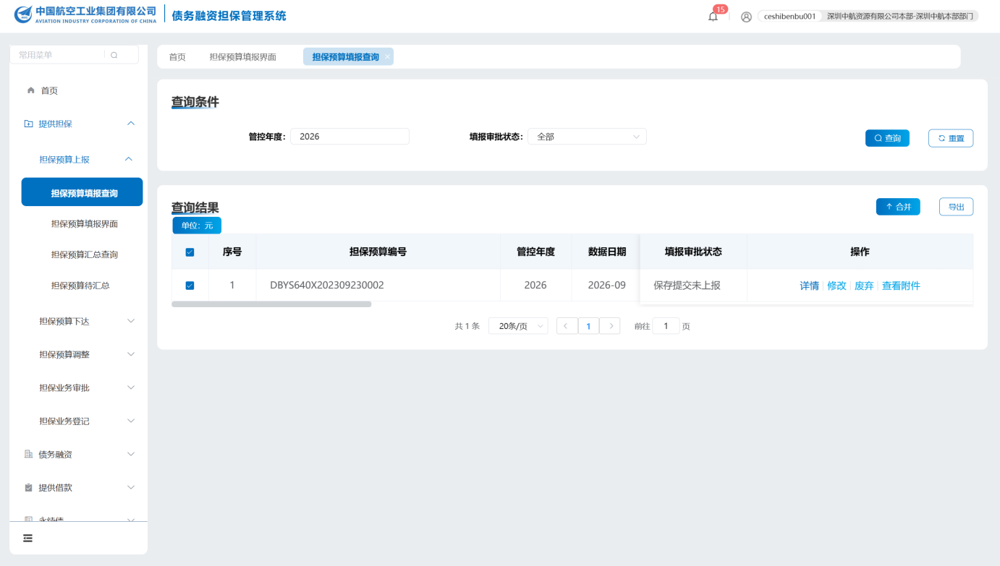 中国航空工业集团有限公司
AVIATION INDUSTRY CORPORATION OF CHINA
债务融资担保管理系统
15
ceshibenbu001 深圳中航资源有限公司本部-深圳中航本部部门
常用菜单
首页
提供担保
担保预算上报
担保预算填报查询
担保预算填报界面
担保预算汇总查询
担保预算待汇总
担保预算下达
担保预算调整
担保业务审批
担保业务登记
债务融资
提供借款
永续债
首页 担保预算填报界面 担保预算填报查询
查询条件
管控年度: 2026 填报审批状态: 全部 查询 重置
查询结果
合并 导出
单位: 元
序号 担保预算编号 管控年度 数据日期 填报审批状态 操作
1 DBYS640X202309230002 2026 2026-09 保存提交未上报 详情 修改 废弃 查看附件
共 1 条 20条/页 1 前往 1 页